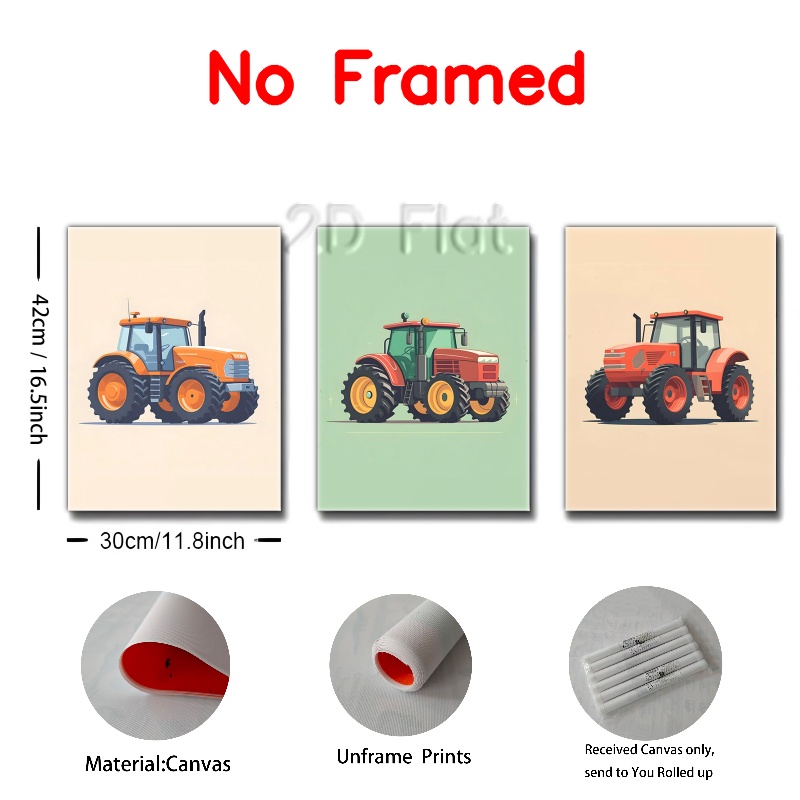 No Framed
2D Flat
42cm / 16.5inch
30cm/11.8inch
Material:Canvas
Unframe Prints
Received Canvas only,
send to You Rolled up